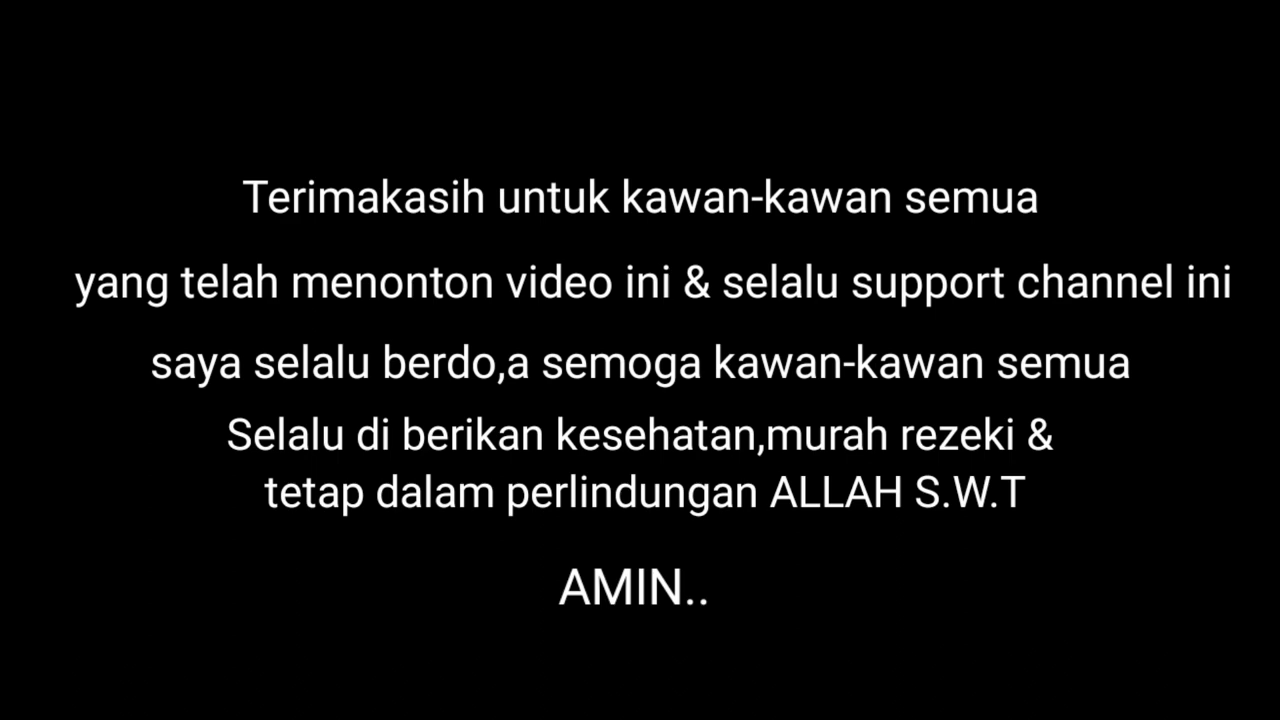 Terimakasih untuk kawan-kawan semua
yang telah menonton video ini & selalu support channel ini
saya selalu berdo,a semoga kawan-kawan semua
Selalu di berikan kesehatan,murah rezeki &
tetap dalam perlindungan ALLAH S.W.T
AMIN..